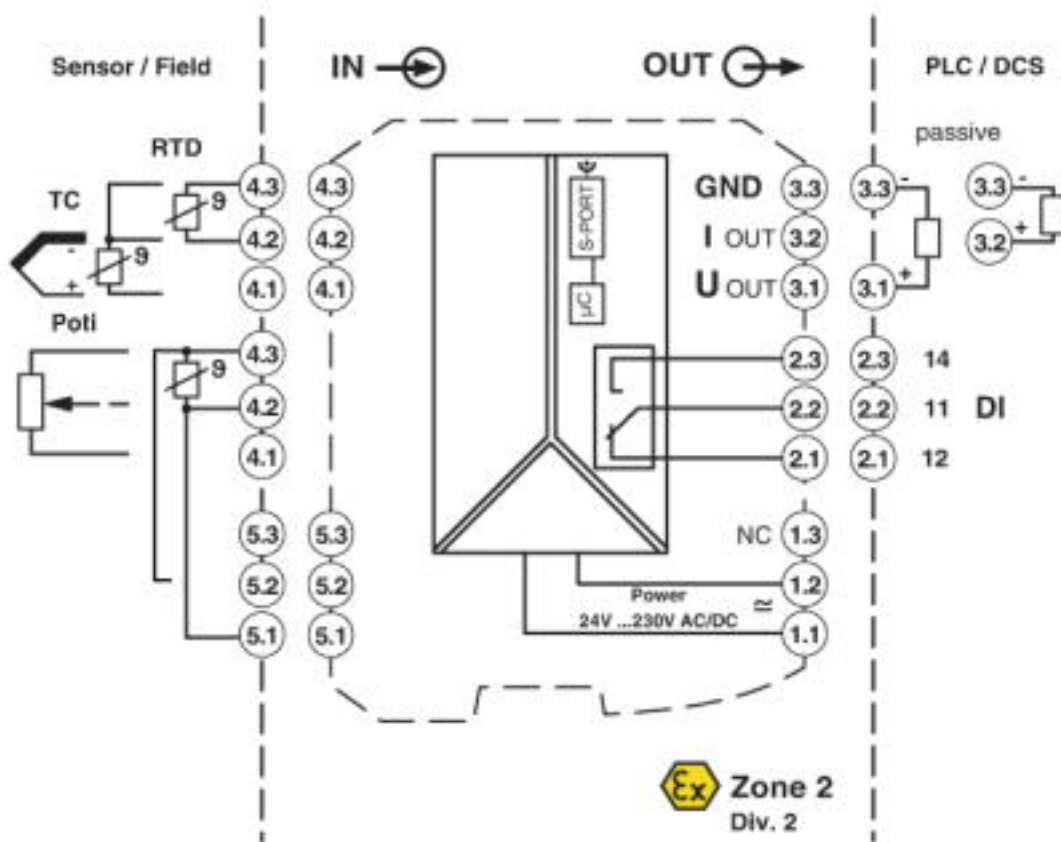 Sensor / Field
IN
OUT
PLC / DCS
passive
RTD
TC
ϑ
ϑ
-
+
4.3
4.2
4.1
4.3
4.2
4.1
S-PORT
µC
GND 3.3
I OUT 3.2
U OUT 3.1
3.3 -
3.1 +
3.3 -
3.2 +
Poti
ϑ
4.3
4.2
4.1
2.3 2.3 14
2.2 2.2 11 DI
2.1 2.1 12
5.3 5.3
5.2 5.2
5.1 5.1
NC 1.3
1.2
Power
≂
24V ...230V AC/DC
1.1
Ex Zone 2
Div. 2